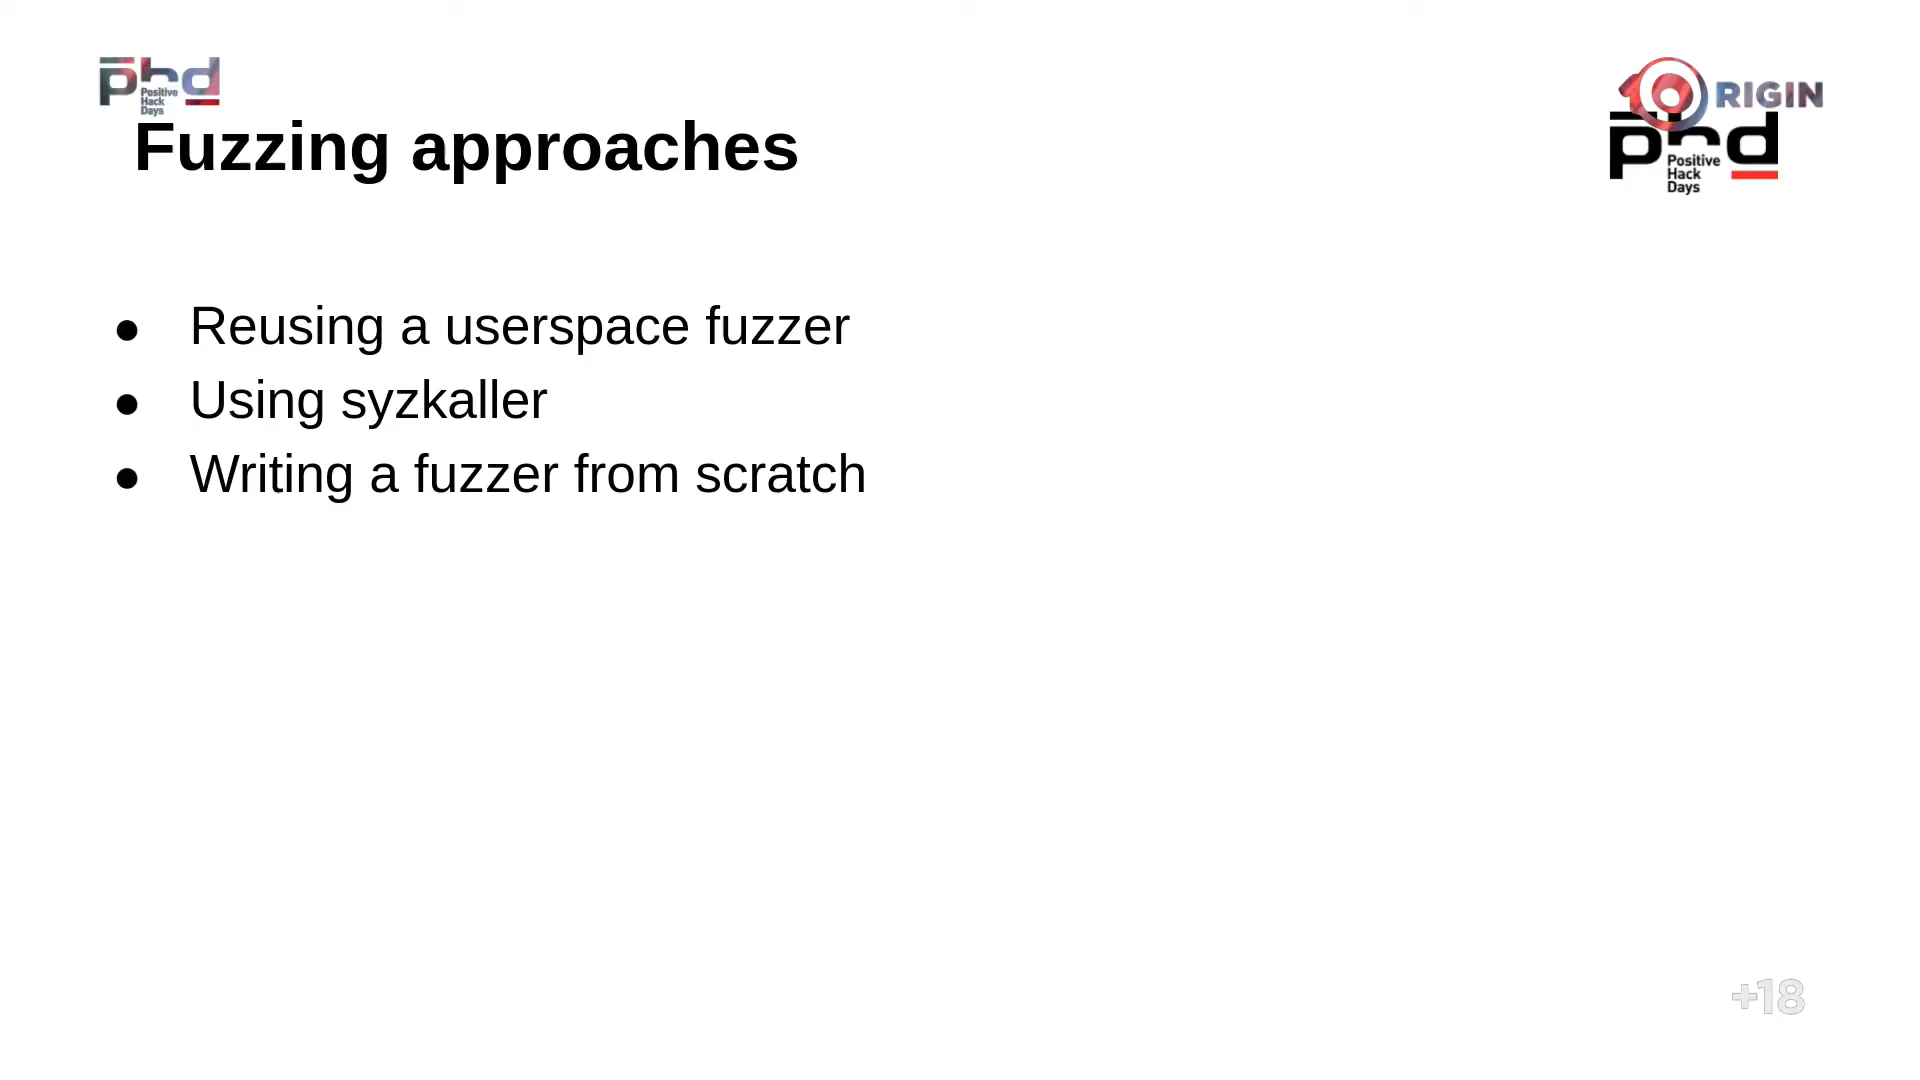 phd
Positive
Hack
Days
10RIGIN
phd
Positive
Hack
Days
Fuzzing approaches
● Reusing a userspace fuzzer
● Using syzkaller
● Writing a fuzzer from scratch
+18